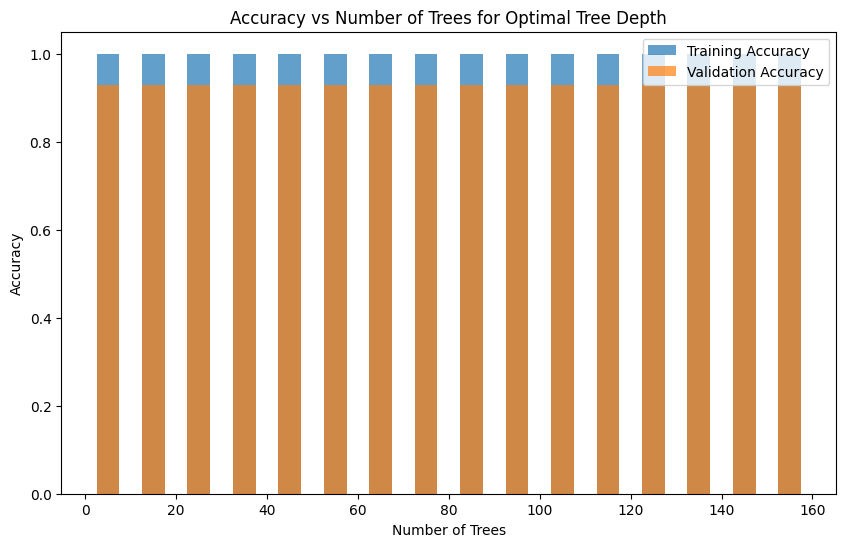 Accuracy vs Number of Trees for Optimal Tree Depth
Training Accuracy
Validation Accuracy
1.0
0.8
0.6
0.4
0.2
0.0
Accuracy
0 20 40 60 80 100 120 140 160
Number of Trees